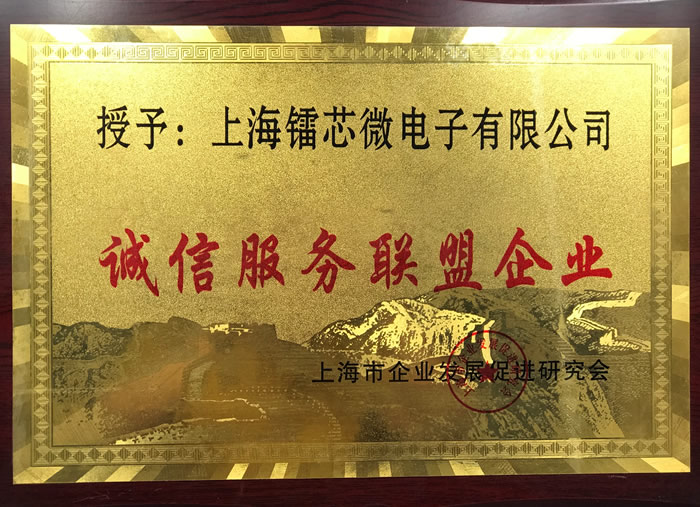 授予：上海镭芯微电子有限公司
诚信服务联盟企业
上海市企业发展促进研究会